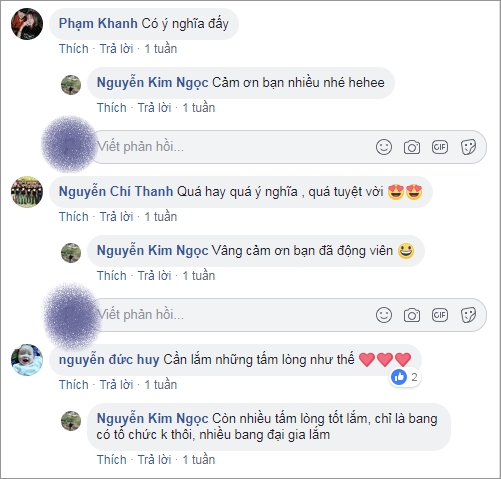 Phạm Khanh Có ý nghĩa đấy
Thích · Trả lời · 1 tuần
Nguyễn Kim Ngọc Cảm ơn bạn nhiều nhé hehee
Thích · Trả lời · 1 tuần
Viết phản hồi...
GIF
Nguyễn Chí Thanh Quá hay quá ý nghĩa , quá tuyệt vời 😍😍
Thích · Trả lời · 1 tuần
Nguyễn Kim Ngọc Vâng cảm ơn bạn đã động viên 😀
Thích · Trả lời · 1 tuần
Viết phản hồi...
GIF
nguyễn đức huy Cần lắm những tấm lòng như thế ❤❤❤
2
Thích · Trả lời · 1 tuần
Nguyễn Kim Ngọc Còn nhiều tấm lòng tốt lắm, chỉ là bang
có tổ chức k thôi, nhiều bang đại gia lắm
Thích · Trả lời · 1 tuần